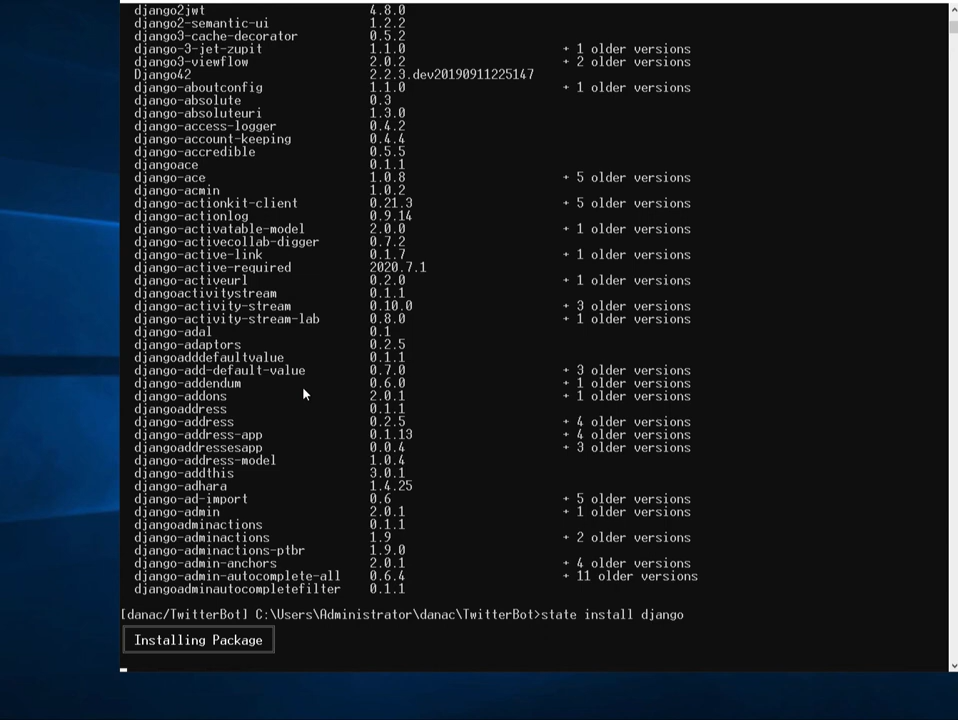 django2jwt 4.8.0
django2-semantic-ui 1.2.2
django3-cache-decorator 0.5.2
django-3-jet-zupit 1.1.0 + 1 older versions
django3-viewflow 2.0.2 + 2 older versions
Django42 2.2.3.dev20190911225147
django-aboutconfig 1.1.0 + 1 older versions
django-absolute 0.3
django-absoluteuri 1.3.0
django-access-logger 0.4.2
django-account-keeping 0.4.4
django-accredible 0.5.5
djangoace 0.1.1
django-ace 1.0.8 + 5 older versions
django-acmin 1.0.2
django-actionkit-client 0.21.3 + 5 older versions
django-actionlog 0.9.14
django-activatable-model 2.0.0 + 1 older versions
django-activecollab-digger 0.7.2
django-active-link 0.1.7 + 1 older versions
django-active-required 2020.7.1
django-activeurl 0.2.0 + 1 older versions
djangoactivitystream 0.1.1
django-activity-stream 0.10.0 + 3 older versions
django-activity-stream-lab 0.8.0 + 1 older versions
django-adal 0.1
django-adaptors 0.2.5
djangoadddefaultvalue 0.1.1
django-add-default-value 0.7.0 + 3 older versions
django-addendum 0.6.0 + 1 older versions
django-addons 2.0.1 + 1 older versions
djangoaddress 0.1.1
django-address 0.2.5 + 4 older versions
django-address-app 0.1.13 + 4 older versions
djangoaddressesapp 0.0.4 + 3 older versions
django-address-model 1.0.4
django-addthis 3.0.1
django-adhara 1.4.25
django-ad-import 0.6 + 5 older versions
django-admin 2.0.1 + 1 older versions
djangoadminactions 0.1.1
django-adminactions 1.9 + 2 older versions
django-adminactions-ptbr 1.9.0
django-admin-anchors 2.0.1 + 4 older versions
django-admin-autocomplete-all 0.6.4 + 11 older versions
djangoadminautocompletefilter 0.1.1
[danac/TwitterBot] C:\Users\Administrator\danac\TwitterBot>state install django
Installing Package